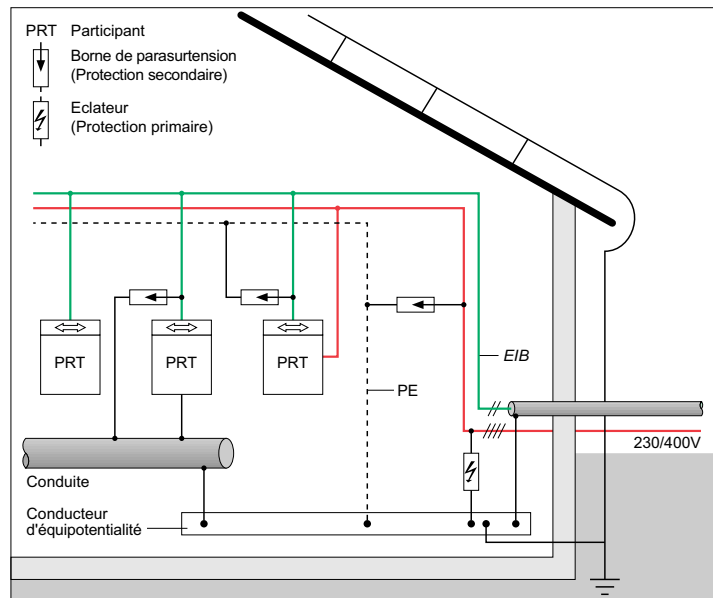 PRT Participant
Borne de parasurtension
(Protection secondaire)
Eclateur
(Protection primaire)
PRT
PRT
PRT
EIB
PE
230/400V
Conduite
Conducteur
d'équipotentialité